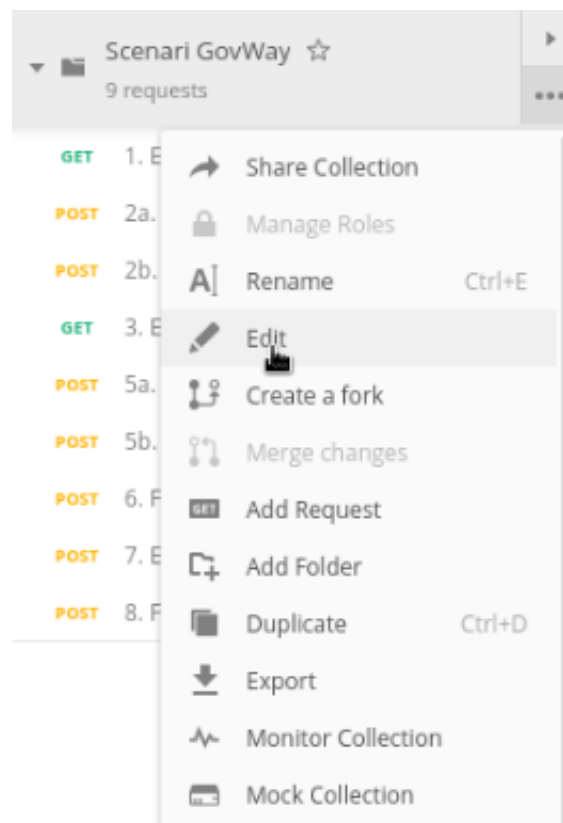 Scenari GovWay
9 requests
GET 1. E
POST 2a.
POST 2b.
GET 3. E
POST 5a.
POST 5b.
POST 6. F
POST 7. E
POST 8. F
Share Collection
Manage Roles
Rename Ctrl+E
Edit
Create a fork
Merge changes
GET Add Request
Add Folder
Duplicate Ctrl+D
Export
Monitor Collection
Mock Collection